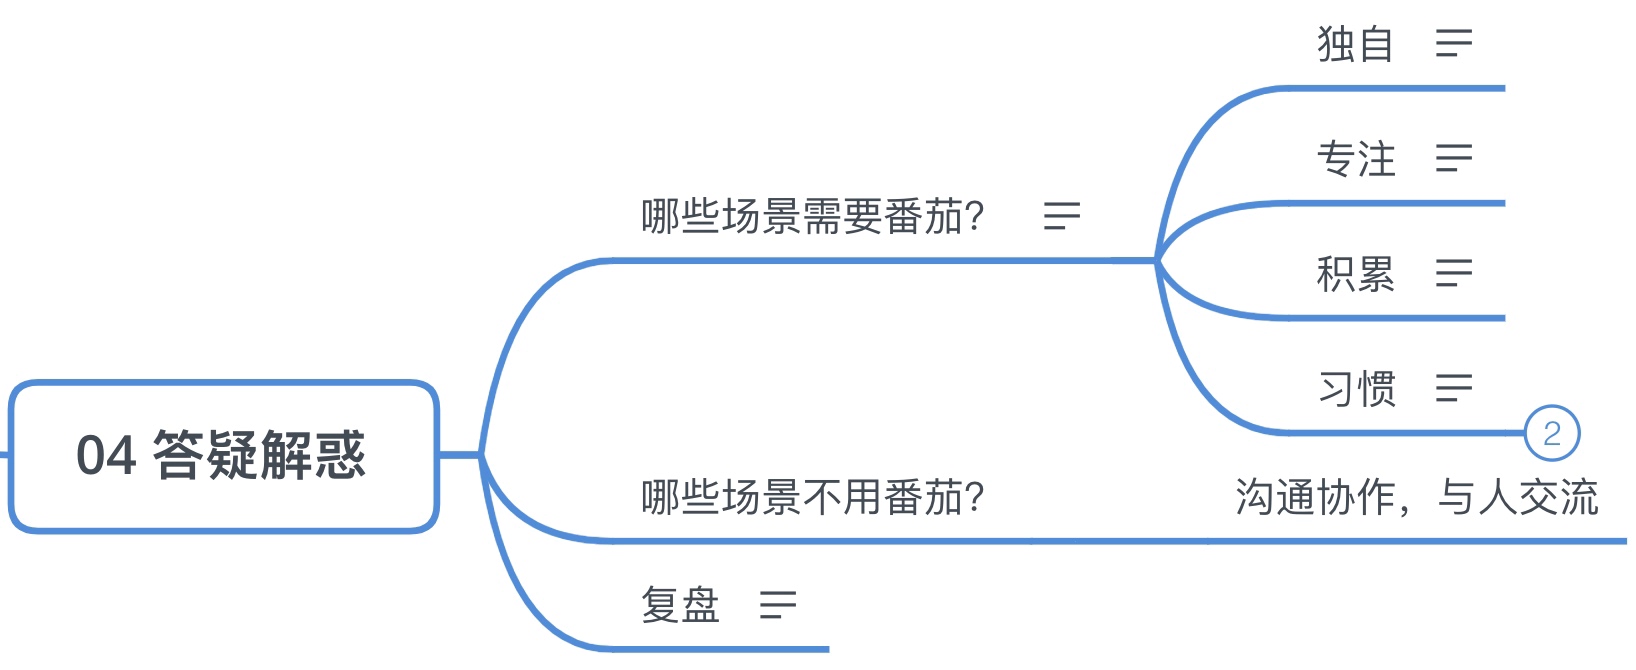 独自
专注
哪些场景需要番茄？
积累
习惯
2
04 答疑解惑
哪些场景不用番茄？
沟通协作，与人交流
复盘